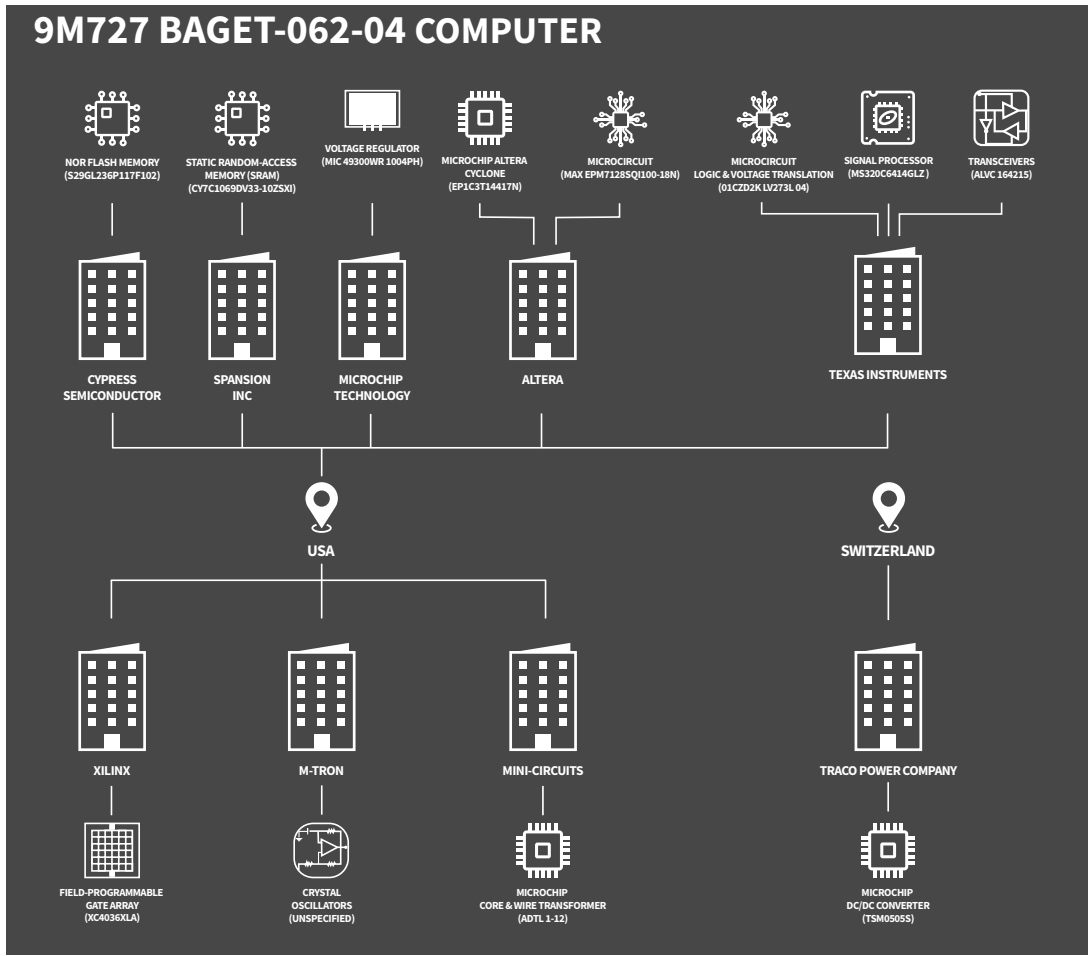 9M727 BAGET-062-04 COMPUTER
NOR FLASH MEMORY
(S29GL236P117F102)
STATIC RANDOM-ACCESS
MEMORY (SRAM)
(CY7C1069DV33-10ZSXI)
VOLTAGE REGULATOR
(MIC 49300WR 1004PH)
MICROCHIP ALTERA
CYCLONE
(EP1C3T14417N)
MICROCIRCUIT
(MAX EPM7128SQI100-18N)
MICROCIRCUIT
LOGIC & VOLTAGE TRANSLATION
(01CZD2K LV273L 04)
SIGNAL PROCESSOR
(MS320C6414GLZ )
TRANSCEIVERS
(ALVC 164215)
CYPRESS
SEMICONDUCTOR
SPANSION
INC
MICROCHIP
TECHNOLOGY
ALTERA
TEXAS INSTRUMENTS
USA
SWITZERLAND
XILINX
M-TRON
MINI-CIRCUITS
TRACO POWER COMPANY
FIELD-PROGRAMMABLE
GATE ARRAY
(XC4036XLA)
CRYSTAL
OSCILLATORS
(UNSPECIFIED)
MICROCHIP
CORE & WIRE TRANSFORMER
(ADTL 1-12)
MICROCHIP
DC/DC CONVERTER
(TSM0505S)